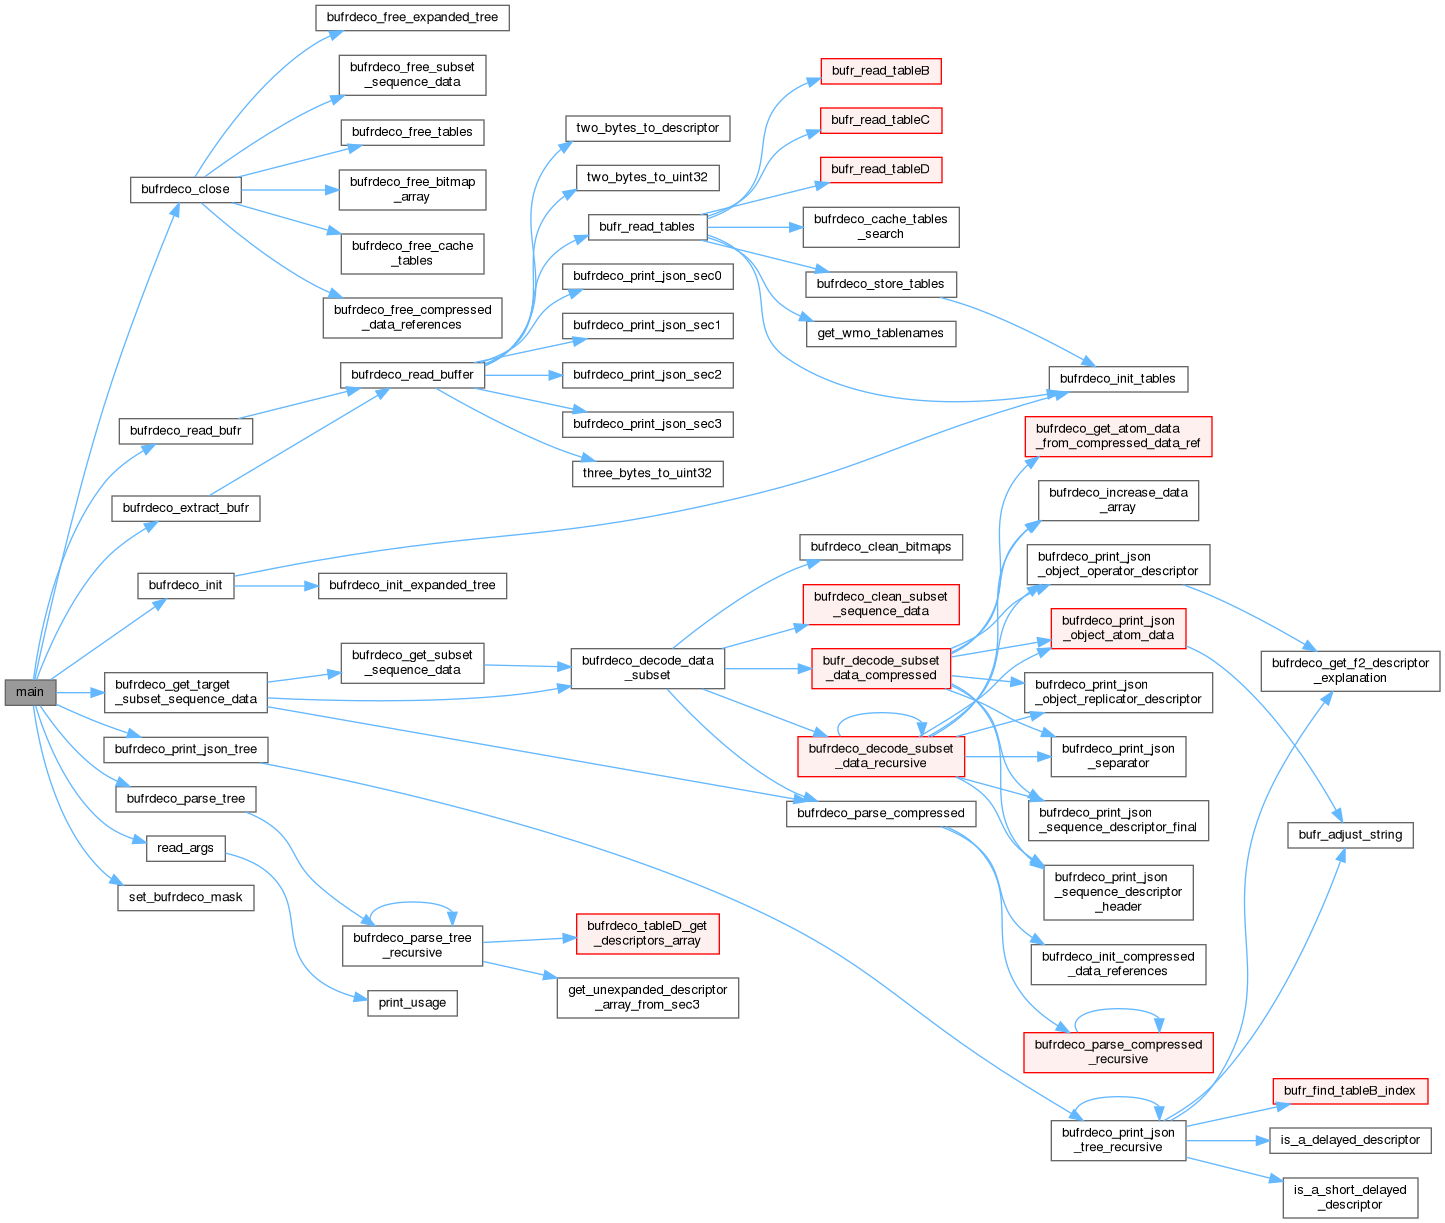 main
bufrdeco_close
bufrdeco_free_expanded_tree
bufrdeco_free_subset
_sequence_data
bufrdeco_free_tables
bufrdeco_free_bitmap
_array
bufrdeco_free_cache
_tables
bufrdeco_free_compressed
_data_references
bufrdeco_read_bufr
bufrdeco_extract_bufr
bufrdeco_read_buffer
two_bytes_to_descriptor
two_bytes_to_uint32
bufr_read_tables
bufrdeco_print_json_sec0
bufrdeco_print_json_sec1
bufrdeco_print_json_sec2
bufrdeco_print_json_sec3
three_bytes_to_uint32
bufr_read_tableB
bufr_read_tableC
bufr_read_tableD
bufrdeco_cache_tables
_search
bufrdeco_store_tables
get_wmo_tablenames
bufrdeco_init_tables
bufrdeco_init
bufrdeco_init_expanded_tree
bufrdeco_get_target
_subset_sequence_data
bufrdeco_get_subset
_sequence_data
bufrdeco_decode_data
_subset
bufrdeco_clean_bitmaps
bufrdeco_clean_subset
_sequence_data
bufr_decode_subset
_data_compressed
bufrdeco_decode_subset
_data_recursive
bufrdeco_parse_compressed
bufrdeco_get_atom_data
_from_compressed_data_ref
bufrdeco_increase_data
_array
bufrdeco_print_json
_object_operator_descriptor
bufrdeco_print_json
_object_atom_data
bufrdeco_print_json
_object_replicator_descriptor
bufrdeco_print_json
_separator
bufrdeco_print_json
_sequence_descriptor_final
bufrdeco_print_json
_sequence_descriptor
_header
bufrdeco_init_compressed
_data_references
bufrdeco_parse_compressed
_recursive
bufrdeco_get_f2_descriptor
_explanation
bufr_adjust_string
bufrdeco_print_json_tree
bufrdeco_parse_tree
read_args
set_bufrdeco_mask
bufrdeco_parse_tree
_recursive
print_usage
bufrdeco_tableD_get
_descriptors_array
get_unexpanded_descriptor
_array_from_sec3
bufrdeco_print_json
_tree_recursive
bufr_find_tableB_index
is_a_delayed_descriptor
is_a_short_delayed
_descriptor